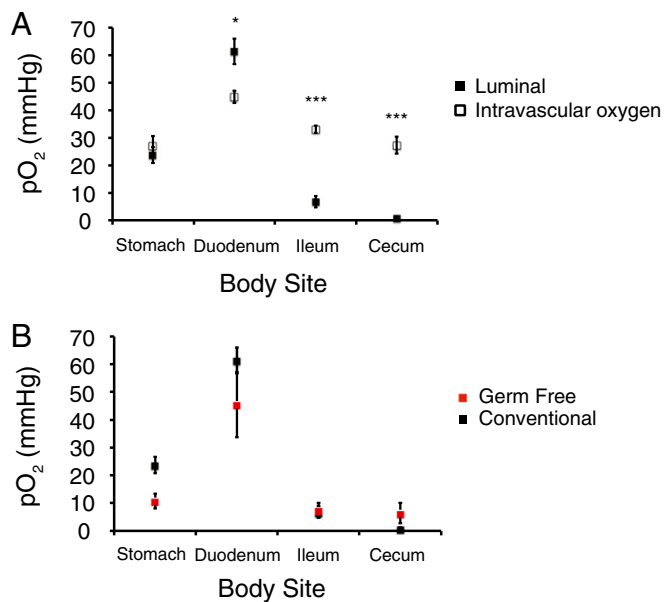 A
pO2 (mmHg)
70
60
50
40
30
20
10
0
*
***
***
Luminal
Intravascular oxygen
Stomach Duodenum Ileum Cecum
Body Site
B
pO2 (mmHg)
70
60
50
40
30
20
10
0
Germ Free
Conventional
Stomach Duodenum Ileum Cecum
Body Site